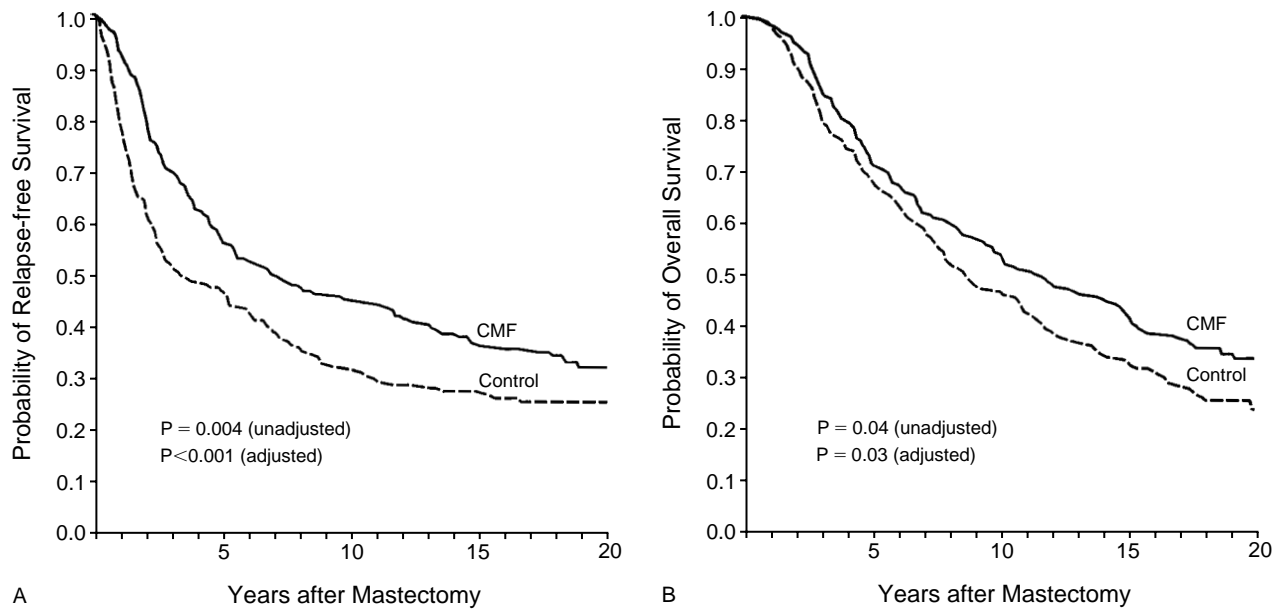 1.0
0.9
0.8
0.7
0.6
0.5
0.4
0.3
0.2
0.1
0.0
Probability of Relapse-free Survival
CMF
Control
P = 0.004 (unadjusted)
P<0.001 (adjusted)
5 10 15 20
A
Years after Mastectomy
1.0
0.9
0.8
0.7
0.6
0.5
0.4
0.3
0.2
0.1
0.0
Probability of Overall Survival
CMF
Control
P = 0.04 (unadjusted)
P = 0.03 (adjusted)
5 10 15 20
B
Years after Mastectomy